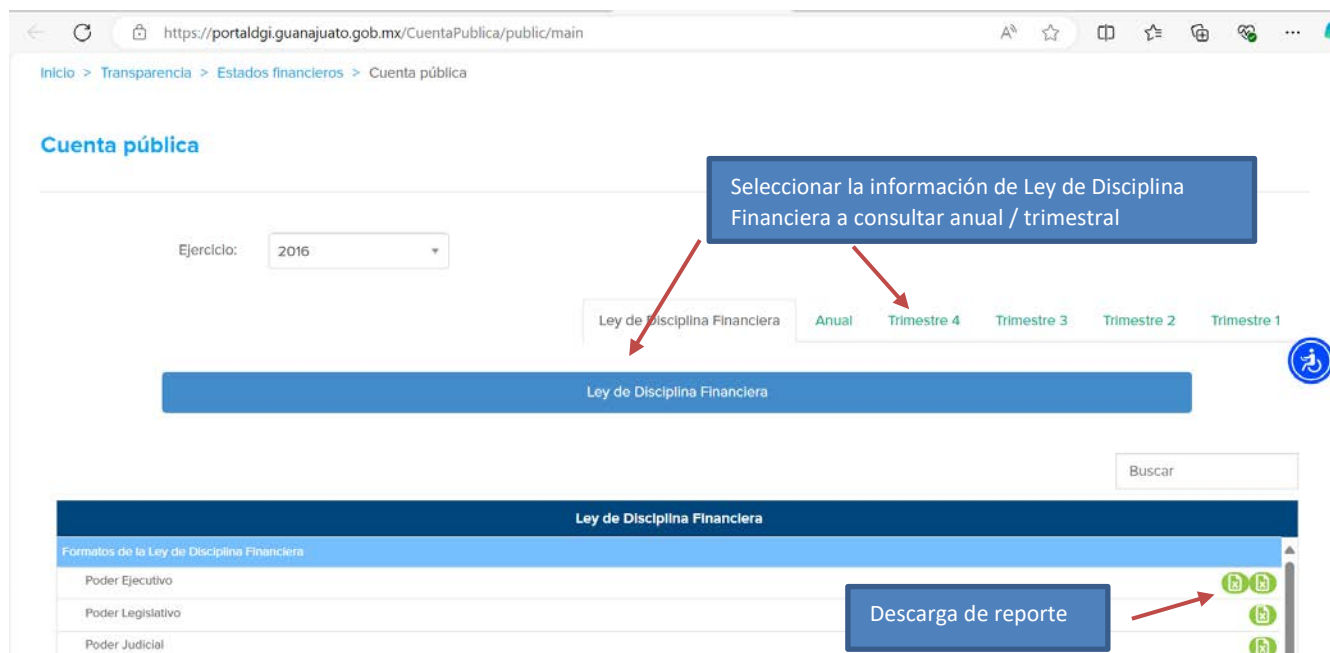 https://portaldgi.guanajuato.gob.mx/CuentaPublica/public/main
Inicio > Transparencia > Estados financieros > Cuenta pública
Cuenta pública
Seleccionar la información de Ley de Disciplina
Financiera a consultar anual / trimestral
Ejercicio: 2016
Ley de Disciplina Financiera Anual Trimestre 4 Trimestre 3 Trimestre 2 Trimestre 1
Ley de Disciplina Financiera
Buscar
Ley de Disciplina Financiera
Formatos de la Ley de Disciplina Financiera
Poder Ejecutivo
Poder Legislativo
Descarga de reporte
Poder Judicial